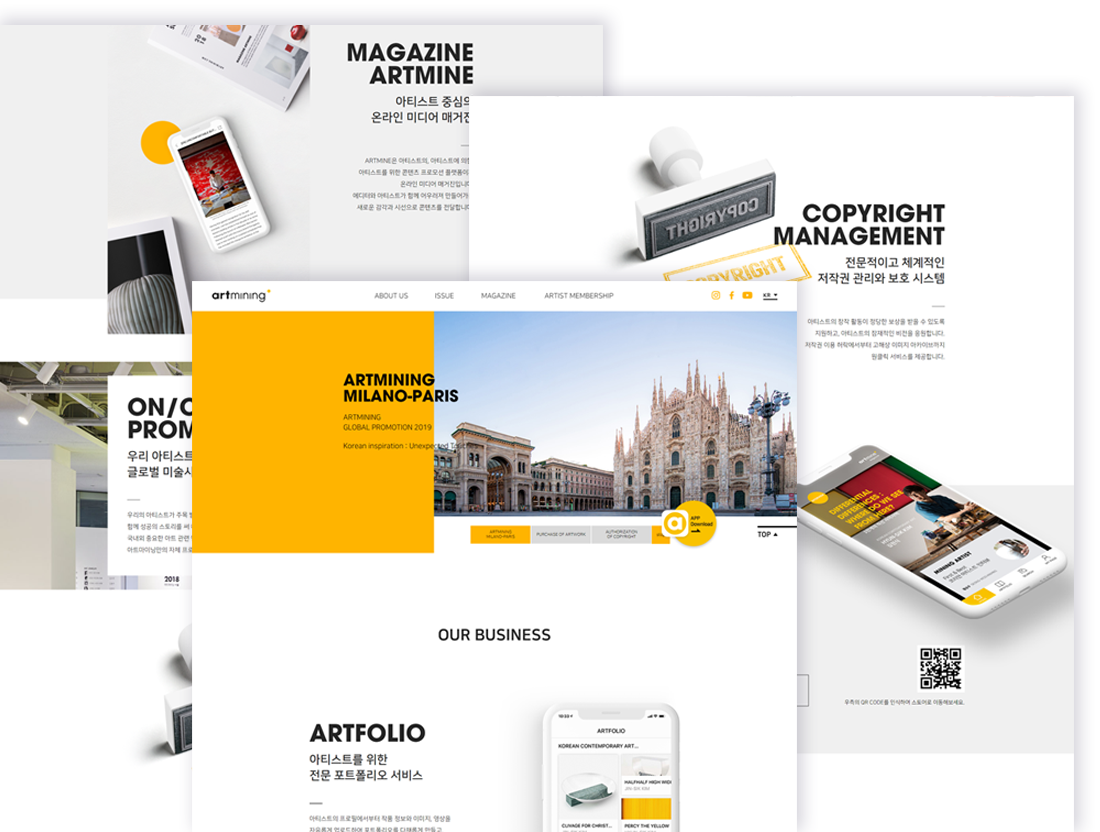 MAGAZINE
ARTMINE
아티스트 중심의
온라인 미디어 매거진
ARTMINE은 아티스트의, 아티스트에 의한
아티스트를 위한 콘텐츠 프로모션 플랫폼이자
온라인 미디어 매거진입니다
에디터와 아티스트가 함께 어우러져 만들어가는
새로운 감각과 시선으로 콘텐츠를 전달합니다
COPYRIGHT
COPYRIGHT
COPYRIGHT
MANAGEMENT
전문적이고 체계적인
저작권 관리와 보호 시스템
아티스트의 창작 활동이 정당한 보상을 받을 수 있도록
지원하고, 아티스트의 잠재적인 비전을 응원합니다.
저작권 이용 허락에서부터 고해상 이미지 아카이브까지
원클릭 서비스를 제공합니다.
ON/O
PROM
우리 아티스트
글로벌 미술시
우리의 아티스트가 주목 받
함께 성공의 스토리를 써
국내외 중요한 아트 관련
아트마이닝만의 자체 프로
2018
artmining
ABOUT US
ISSUE
MAGAZINE
ARTIST MEMBERSHIP
KR
ARTMINING
MILANO-PARIS
ARTMINING
GLOBAL PROMOTION 2019
Korean inspiration : Unexpected Touches
ARTMINING
MILANO-PARIS
PURCHASE OF ARTWORK
AUTHORIZATION
OF COPYRIGHT
APP
Download
TOP
OUR BUSINESS
ARTFOLIO
아티스트를 위한
전문 포트폴리오 서비스
아티스트의 프로필에서부터 작품 정보와 이미지, 영상을
자유롭게 업로드하여 포트폴리오를 다채롭게 만들고
ARTFOLIO
KOREAN CONTEMPORARY ART...
HALFHALF HIGH WIDE
CUVAGE FOR CHRIST...
PERCY THE YELLOW
DIFFERENTIAL
DIFFERENCES :
WHERE DO WE SEE
FROM HERE?
MINING ARTIST
우측의 QR CODE를 인식하여 스토어로 이동해보세요.